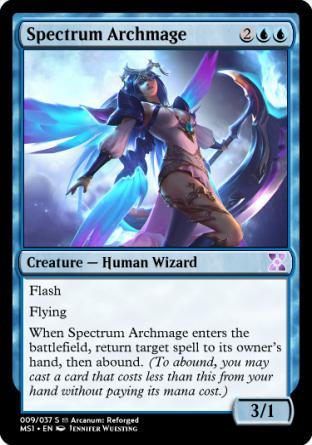 Spectrum Archmage 2
Creature — Human Wizard
Flash
Flying
When Spectrum Archmage enters the
battlefield, return target spell to its owner's
hand, then abound. (To abound, you may
cast a card that costs less than this from your
hand without paying its mana cost.)
3/1
009/037 S Arcanum: Reforged
MS1 • EN Jennifer Wuesting